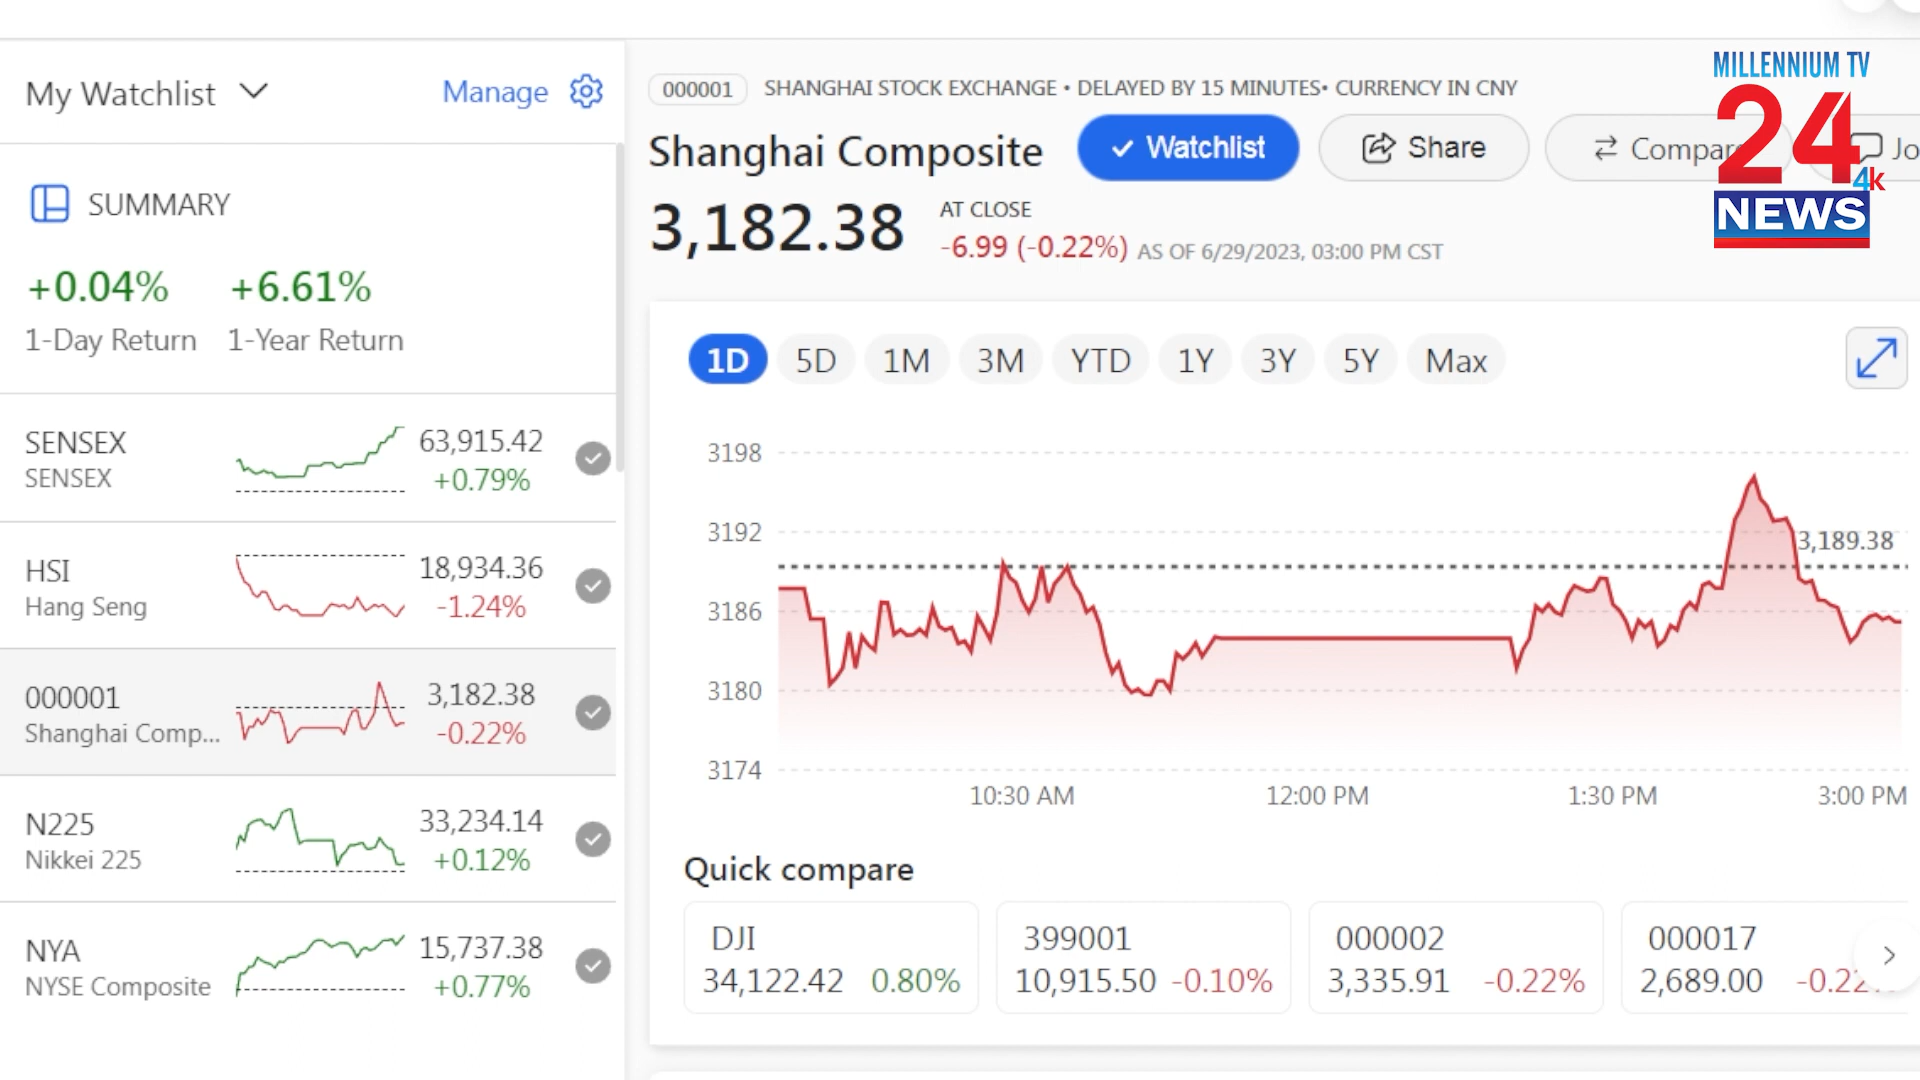 My Watchlist
Manage
SUMMARY
+0.04%
+6.61%
1-Day Return
1-Year Return
SENSEX
SENSEX
63,915.42
+0.79%
HSI
Hang Seng
18,934.36
-1.24%
000001
Shanghai Comp...
3,182.38
-0.22%
N225
Nikkei 225
33,234.14
+0.12%
NYA
NYSE Composite
15,737.38
+0.77%
000001
SHANGHAI STOCK EXCHANGE • DELAYED BY 15 MINUTES• CURRENCY IN CNY
Shanghai Composite
Watchlist
Share
Compar
Jo
MILLENNIUM TV
24
4k
NEWS
3,182.38
AT CLOSE
-6.99 (-0.22%) AS OF 6/29/2023, 03:00 PM CST
1D 5D 1M 3M YTD 1Y 3Y 5Y Max
3198
3192
3,189.38
3186
3180
3174
10:30 AM 12:00 PM 1:30 PM 3:00 PM
Quick compare
DJI
34,122.42 0.80%
399001
10,915.50 -0.10%
000002
3,335.91 -0.22%
000017
2,689.00 -0.22